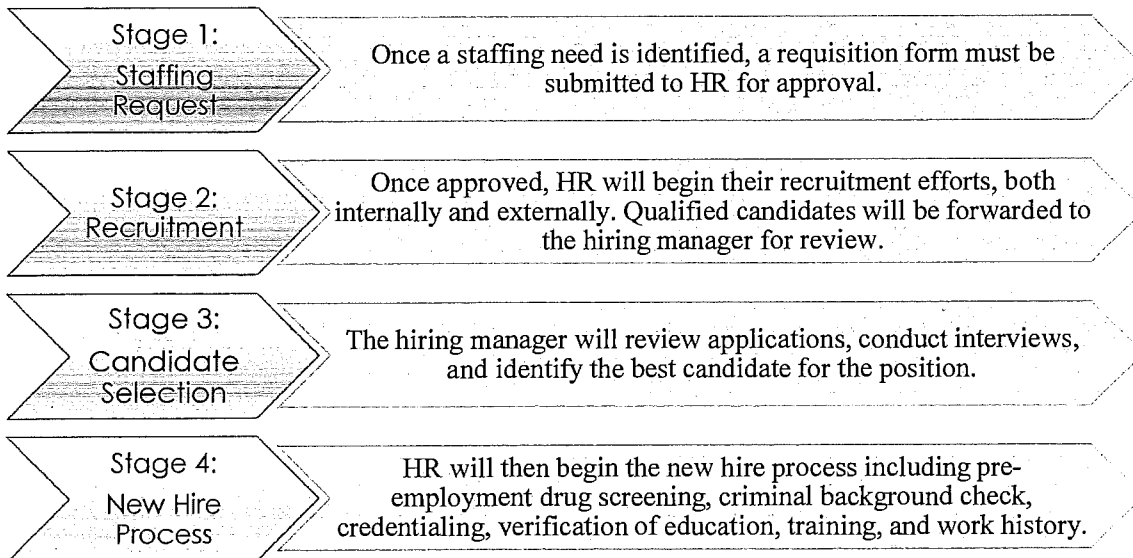 Stage 1:
Staffing
Request
Once a staffing need is identified, a requisition form must be
submitted to HR for approval.
Stage 2:
Recruitment
Once approved, HR will begin their recruitment efforts, both
internally and externally. Qualified candidates will be forwarded to
the hiring manager for review.
Stage 3:
Candidate
Selection
The hiring manager will review applications, conduct interviews,
and identify the best candidate for the position.
Stage 4:
New Hire
Process
HR will then begin the new hire process including pre-
employment drug screening, criminal background check,
credentialing, verification of education, training, and work history.